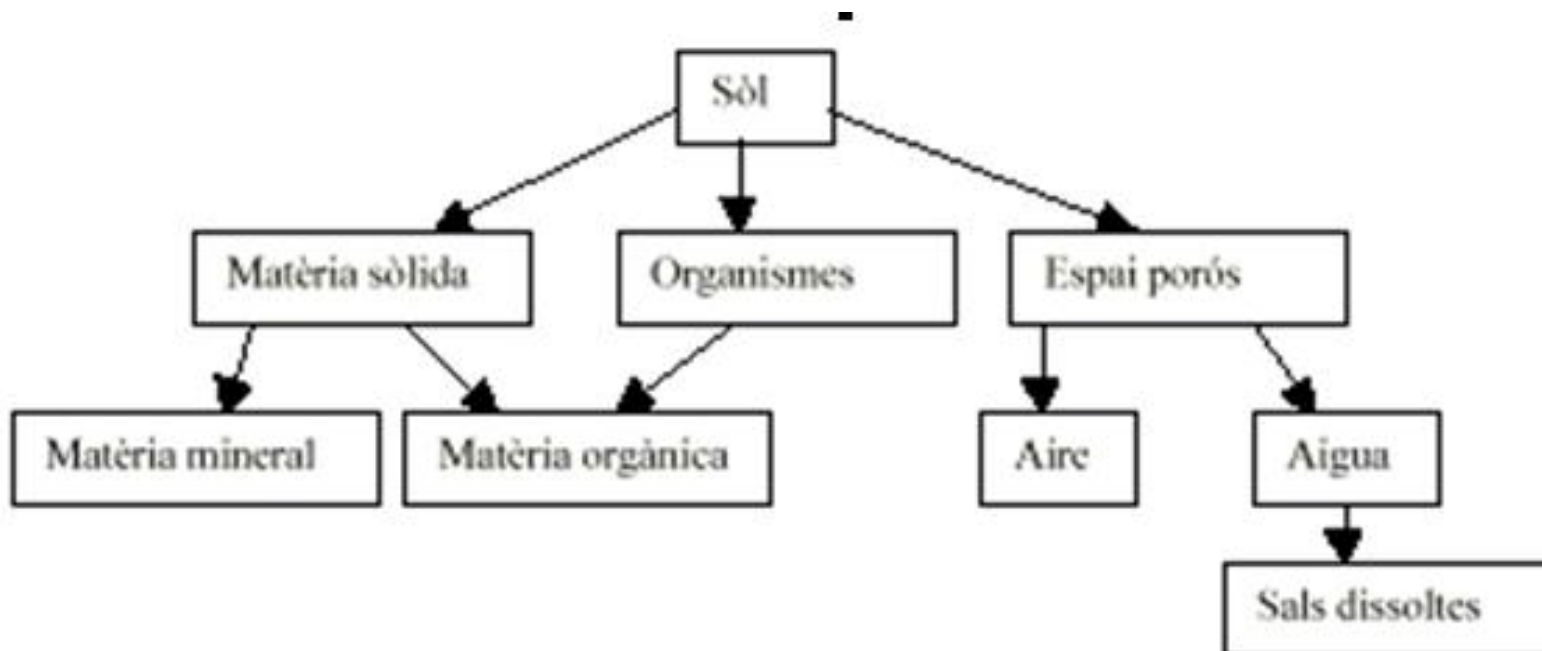 Sòl
Matèria sòlida
Organismes
Espai porós
Matèria mineral
Matèria orgànica
Aire
Aigua
Sals dissoltes